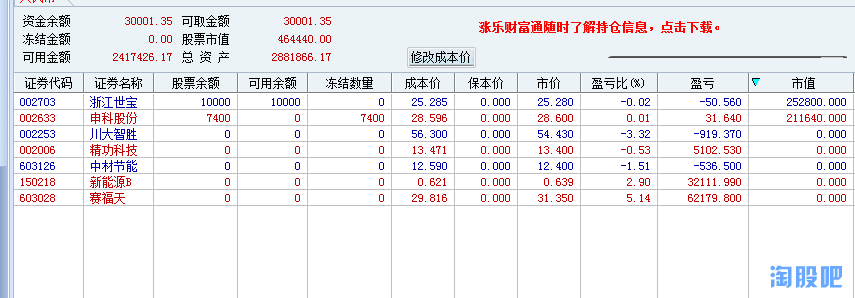 资金余额 30001.35 可取金额 30001.35
涨乐财富通随时了解持仓信息，点击下载。
冻结金额 0.00 股票市值 464440.00
可用金额 2417426.17 总 资 产 2881866.17
修改成本价
证券代码 证券名称 股票余额 可用余额 冻结数量 成本价 保本价 市价 盈亏比(%) 盈亏 市值
002703 浙江世宝 10000 10000 0 25.285 0.000 25.280 -0.02 -50.560 252800.000
002633 申科股份 7400 0 7400 28.596 0.000 28.600 0.01 31.640 211640.000
002253 川大智胜 0 0 0 56.300 0.000 54.430 -3.32 -919.370 0.000
002006 精功科技 0 0 0 13.471 0.000 13.400 -0.53 5102.530 0.000
603126 中材节能 0 0 0 12.590 0.000 12.400 -1.51 -536.500 0.000
150218 新能源B 0 0 0 0.621 0.000 0.639 2.90 32111.990 0.000
603028 赛福天 0 0 0 29.816 0.000 31.350 5.14 62179.800 0.000
淘股吧